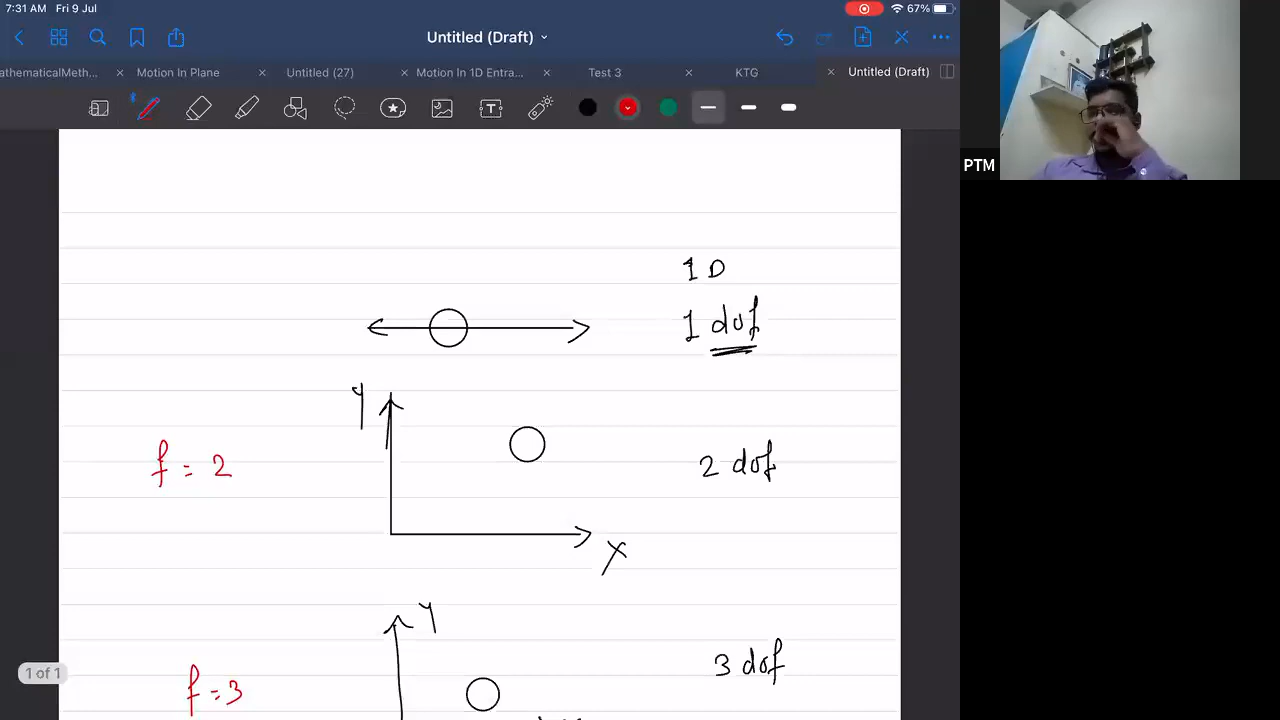 7:31 AM Fri 9 Jul
67%
Untitled (Draft)
athematicalMeth...
Motion In Plane
Untitled (27)
Motion In 1D Entra...
Test 3
KTG
Untitled (Draft)
T
PTM
1 D
1 dof
Y
f = 2
2 dof
X
Y
3 dof
1 of 1
f = 3